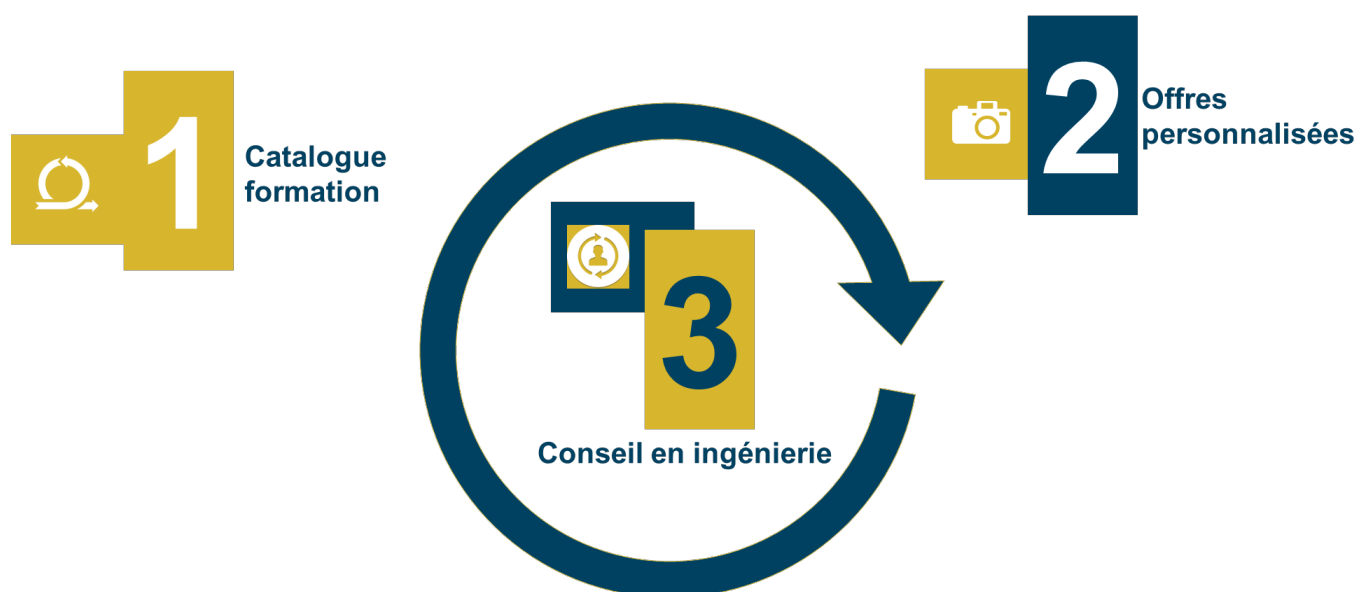 1
Catalogue
formation
2
Offres
personnalisées
3
Conseil en ingénierie